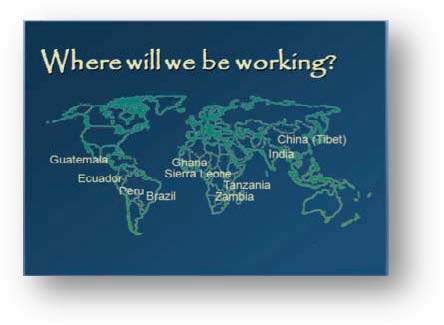 Where will we be working?
China (Tibet)
India
Guatemala
Ghana
Sierra Leone
Ecuador
Tanzania
Peru
Brazil
Zambia